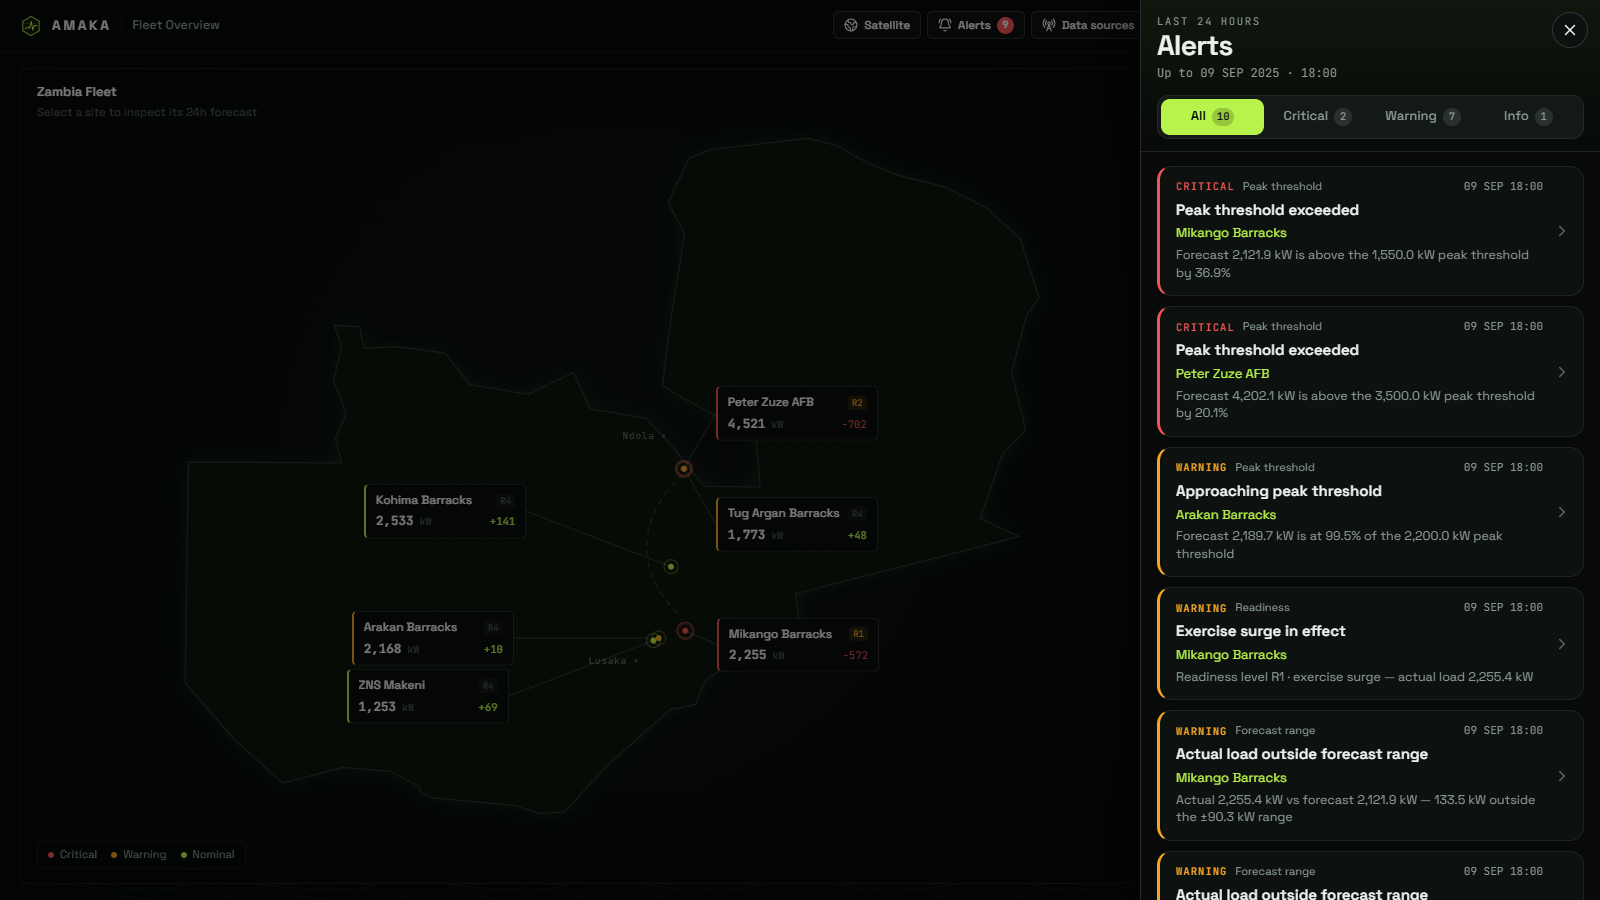 AMAKA
Fleet Overview
Satellite
Alerts 9
Data sources
Zambia Fleet
Select a site to inspect its 24h forecast
Peter Zuze AFB R2
4,521 kW -702
Ndola
Kohima Barracks R4
2,533 kW +141
Tug Argan Barracks R4
1,773 kW +48
Arakan Barracks R4
2,168 kW +10
Mikango Barracks R1
2,255 kW -572
Lusaka
ZNS Makeni R4
1,253 kW +69
Critical
Warning
Nominal
LAST 24 HOURS
Alerts
Up to 09 SEP 2025 · 18:00
All 10
Critical 2
Warning 7
Info 1
CRITICAL Peak threshold 09 SEP 18:00
Peak threshold exceeded
Mikango Barracks
Forecast 2,121.9 kW is above the 1,550.0 kW peak threshold
by 36.9%
CRITICAL Peak threshold 09 SEP 18:00
Peak threshold exceeded
Peter Zuze AFB
Forecast 4,202.1 kW is above the 3,500.0 kW peak threshold
by 20.1%
WARNING Peak threshold 09 SEP 18:00
Approaching peak threshold
Arakan Barracks
Forecast 2,189.7 kW is at 99.5% of the 2,200.0 kW peak
threshold
WARNING Readiness 09 SEP 18:00
Exercise surge in effect
Mikango Barracks
Readiness level R1 · exercise surge — actual load 2,255.4 kW
WARNING Forecast range 09 SEP 18:00
Actual load outside forecast range
Mikango Barracks
Actual 2,255.4 kW vs forecast 2,121.9 kW — 133.5 kW outside
the ±90.3 kW range
WARNING Forecast range 09 SEP 18:00
Actual load outside forecast range